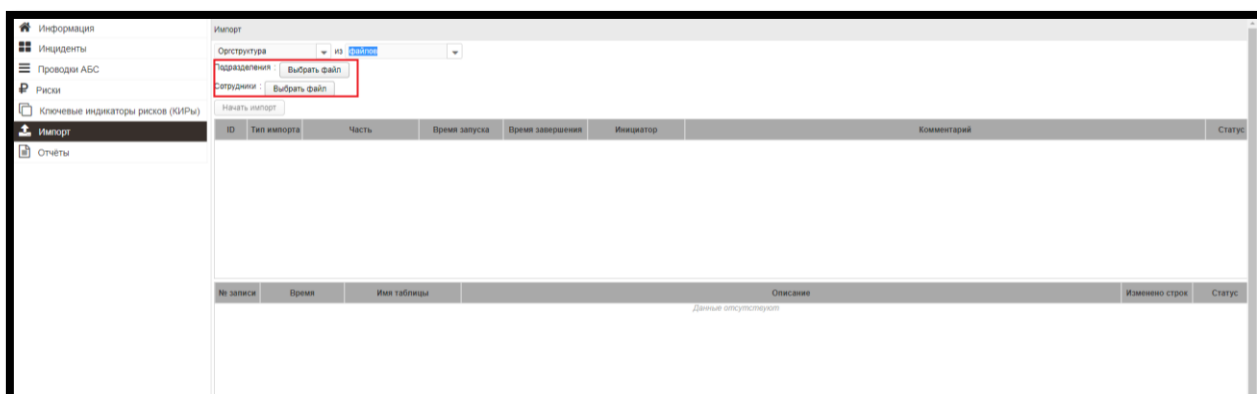 Информация
Инциденты
Проводки АБС
Риски
Ключевые индикаторы рисков (КИРы)
Импорт
Отчёты
Импорт
Оргструктура из файлов
Подразделения : Выбрать файл
Сотрудники : Выбрать файл
Начать импорт
ID Тип импорта Часть Время запуска Время завершения Инициатор Комментарий Статус
№ записи Время Имя таблицы Описание Изменено строк Статус
Данные отсутствуют